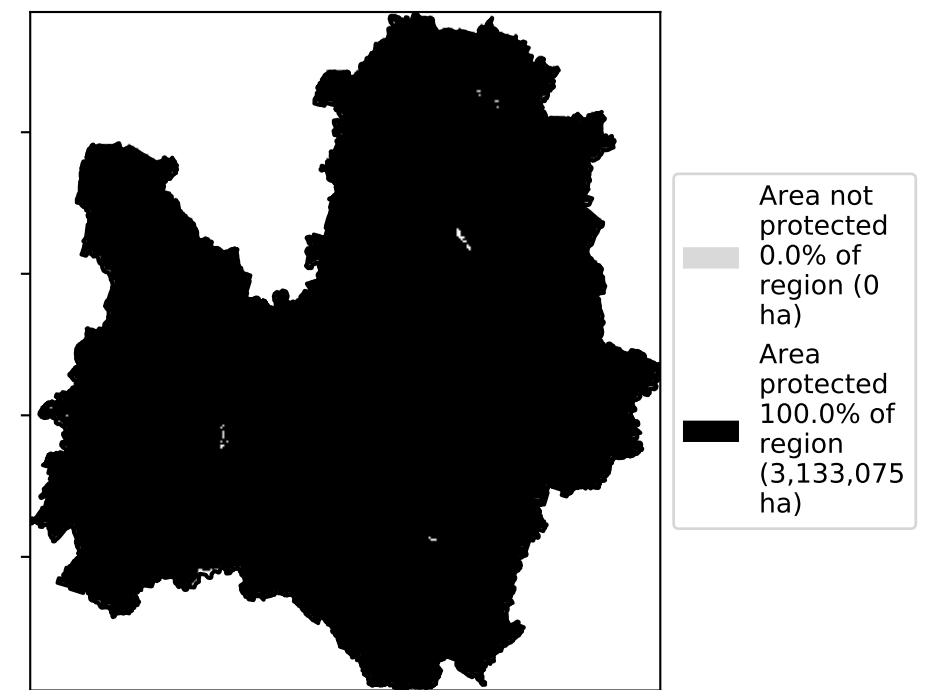 Area not
protected
0.0% of
region (0
ha)
Area
protected
100.0% of
region
(3,133,075
ha)